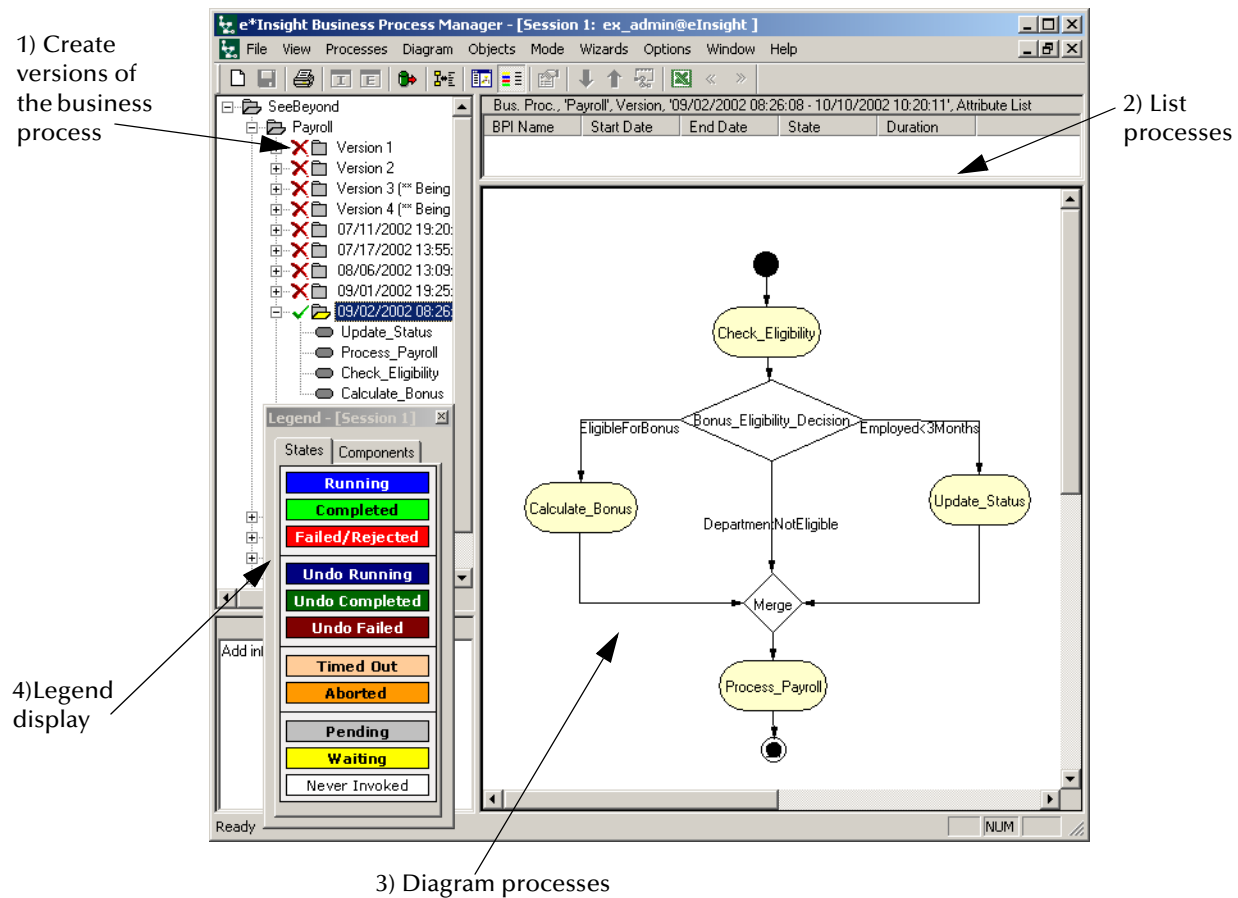 1) Create
versions of
the business
process
e*Insight Business Process Manager - [Session 1: ex_admin@eInsight ]
File View Processes Diagram Objects Mode Wizards Options Window Help
SeeBeyond
Payroll
Version 1
Version 2
Version 3 (** Being
Version 4 (** Being
07/11/2002 19:20:
07/17/2002 13:55:
08/06/2002 13:09:
09/01/2002 19:25:
09/02/2002 08:26:
Update_Status
Process_Payroll
Check_Eligibility
Calculate_Bonus
Bus. Proc., 'Payroll', Version, '09/02/2002 08:26:08 - 10/10/2002 10:20:11', Attribute List
BPI Name Start Date End Date State Duration
2) List
processes
Check_Eligibility
Bonus_Eligibility_Decision
EligibleForBonus
Employed<3Months
Calculate_Bonus
DepartmentNotEligible
Update_Status
Merge
Process_Payroll
Legend - [Session 1]
States Components
Running
Completed
Failed/Rejected
Undo Running
Undo Completed
Undo Failed
Timed Out
Aborted
Pending
Waiting
Never Invoked
Add in
4)Legend
display
Ready
NUM
3) Diagram processes